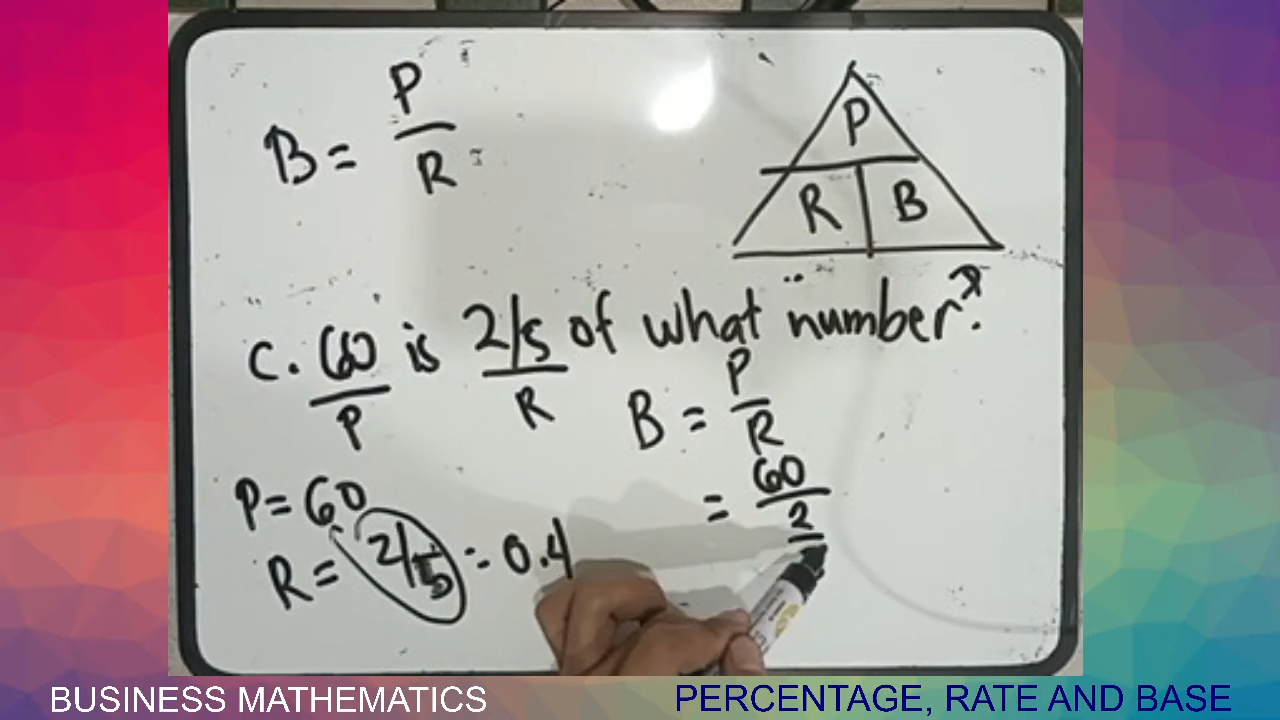 B = P/R
P
R B
C. 60 is 2/5 of what number?
P R
B = P/R
P = 60
= 60/2
R = 2/5 = 0.4
BUSINESS MATHEMATICS
PERCENTAGE, RATE AND BASE